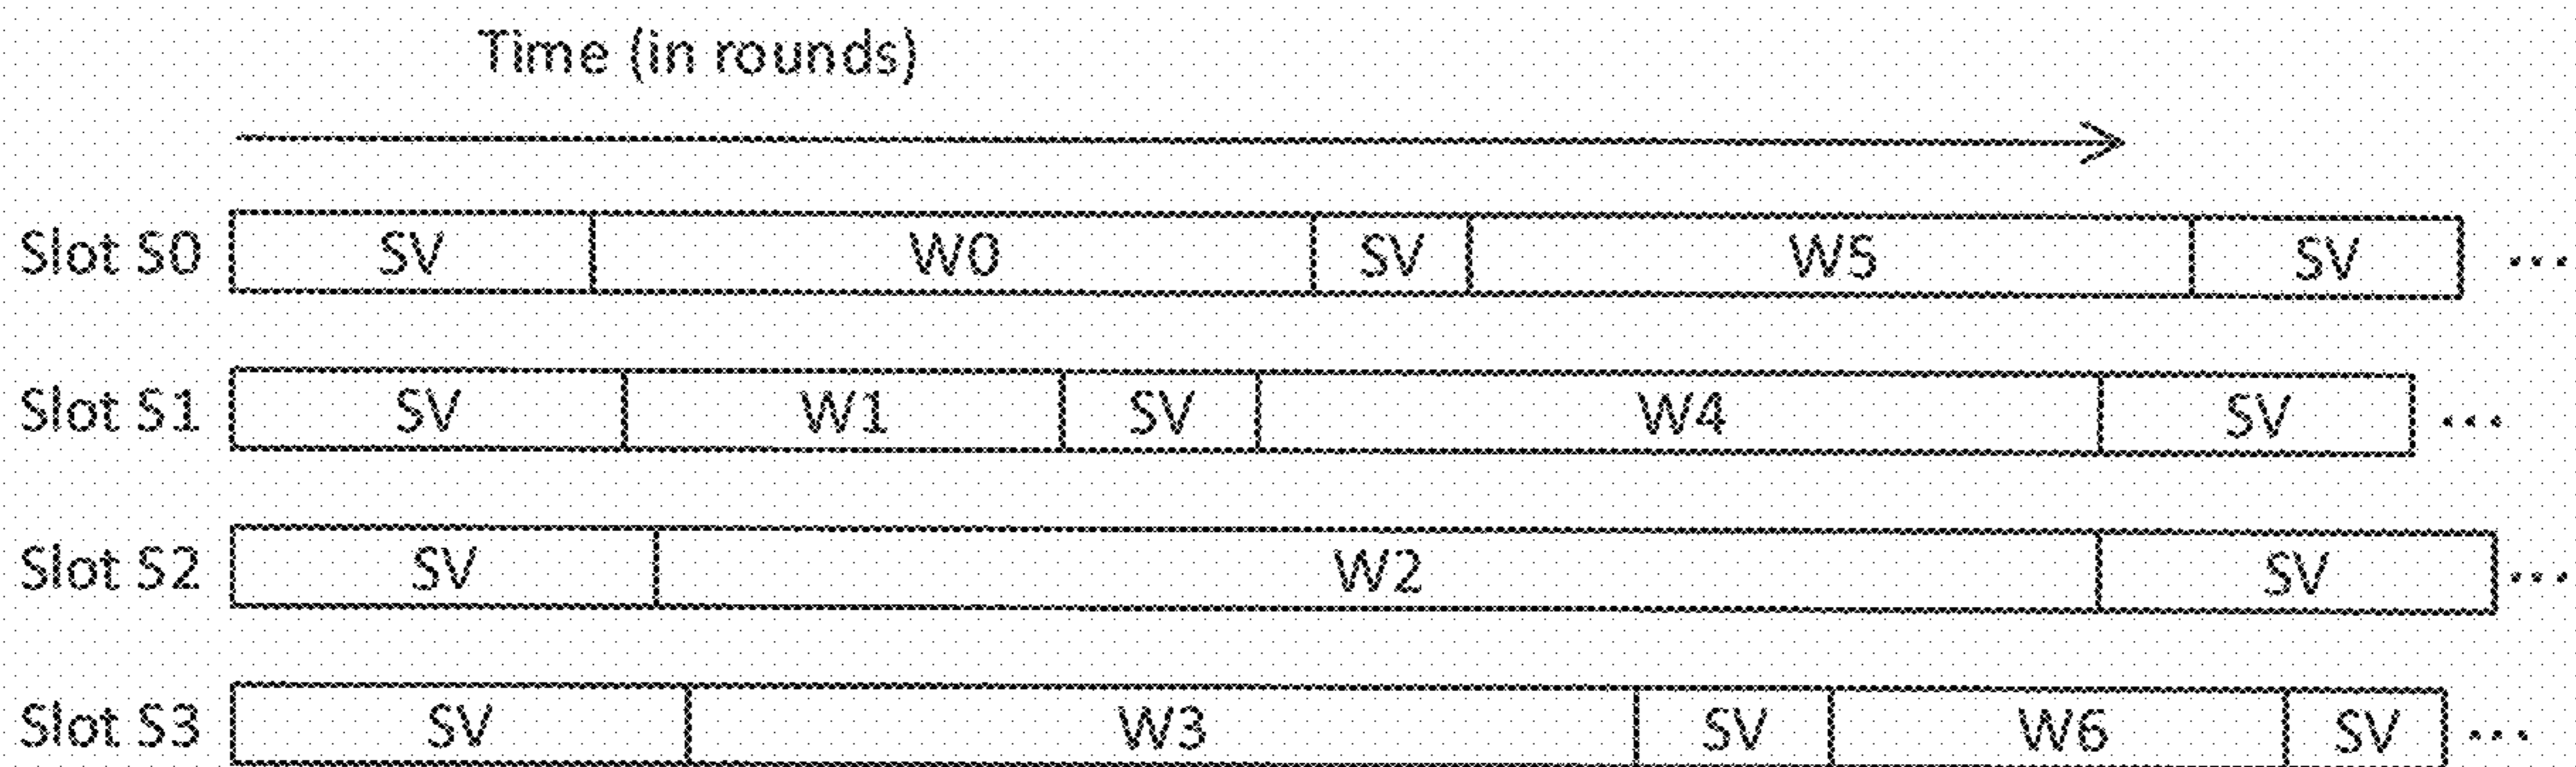 Time (in rounds)
Slot S0 SV W0 SV W5 SV ...
Slot S1 SV W1 SV W4 SV ...
Slot S2 SV W2 SV ...
Slot S3 SV W3 SV W6 SV ...